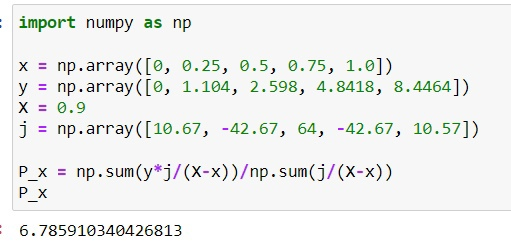 import numpy as np
x = np.array([0, 0.25, 0.5, 0.75, 1.0])
y = np.array([0, 1.104, 2.598, 4.8418, 8.4464])
X = 0.9
j = np.array([10.67, -42.67, 64, -42.67, 10.57])
P_x = np.sum(y*j/(X-x))/np.sum(j/(X-x))
P_x
6.785910340426813